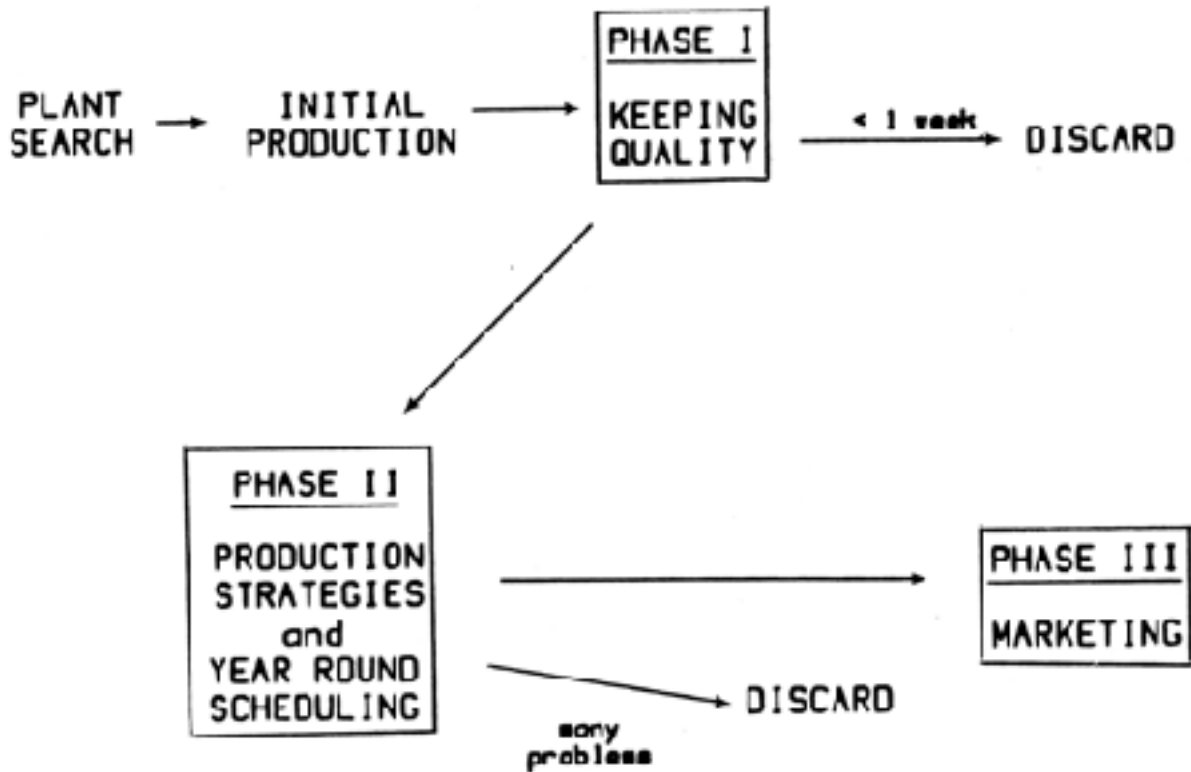 PLANT
SEARCH
INITIAL
PRODUCTION
PHASE I
KEEPING
QUALITY
< 1 week
DISCARD
PHASE II
PRODUCTION
STRATEGIES
and
YEAR ROUND
SCHEDULING
PHASE III
MARKETING
DISCARD
many
problems